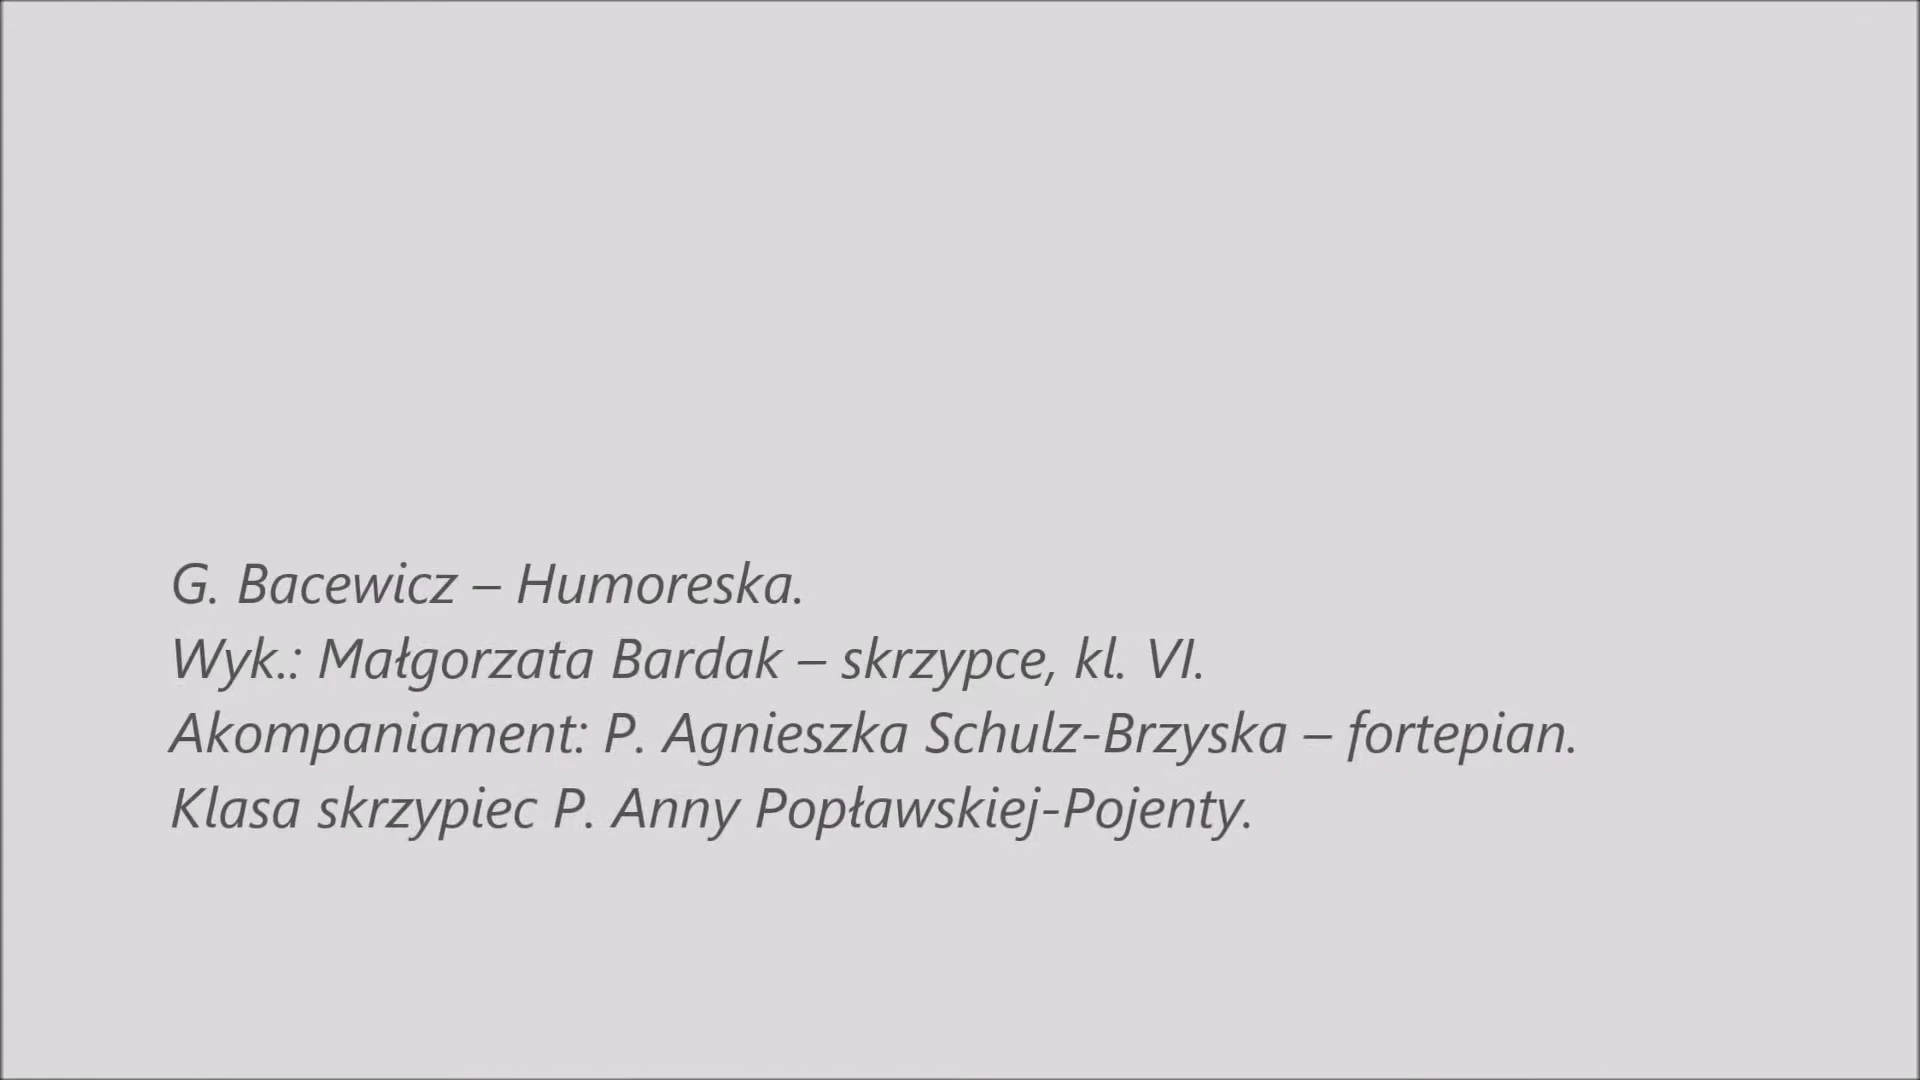 G. Bacewicz – Humoreska.
Wyk.: Małgorzata Bardak – skrzypce, kl. VI.
Akompaniament: P. Agnieszka Schulz-Brzyska – fortepian.
Klasa skrzypiec P. Anny Popławskiej-Pojenty.